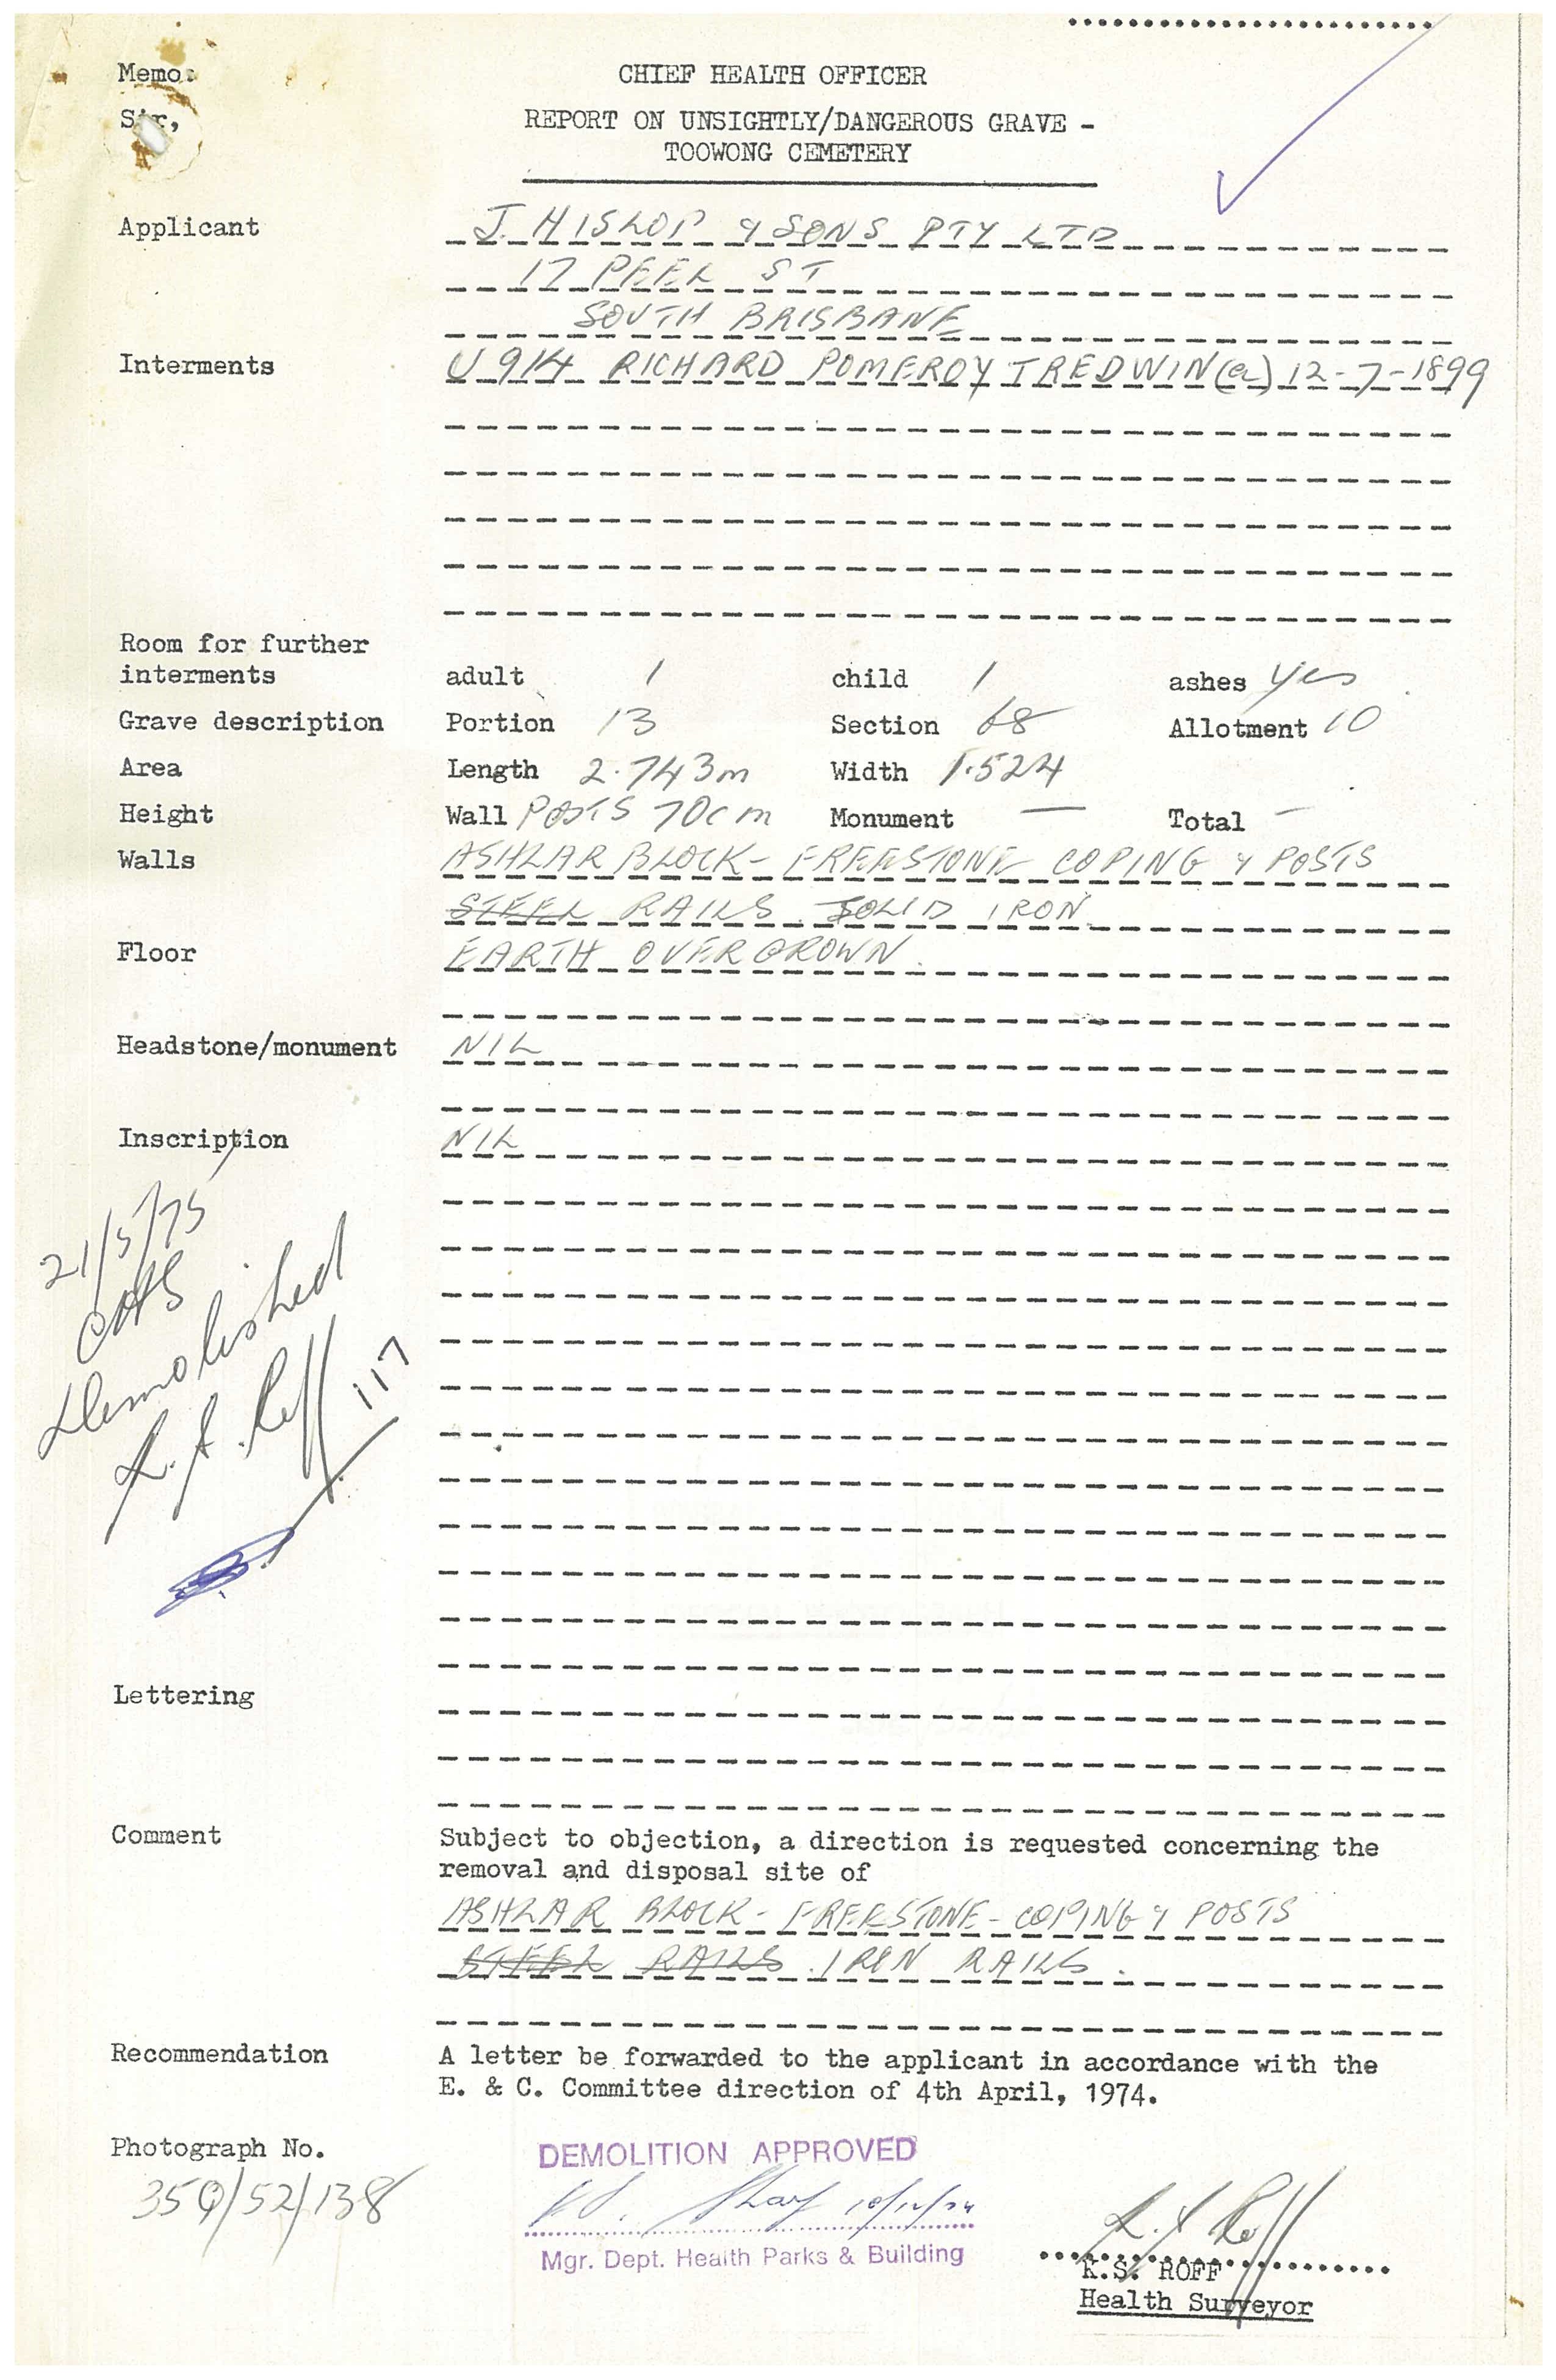 Memo:
CHIEF HEALTH OFFICER
Sir,
REPORT ON UNSIGHTLY/DANGEROUS GRAVE -
TOOWONG CEMETERY
Applicant J. HISLOP & SONS PTY LTD
17 PEEL ST
SOUTH BRISBANE
Interments U 914 RICHARD POMEROY TREDWIN (a) 12-7-1899
Room for further
interments adult 1 child 1 ashes yes
Grave description Portion 13 Section 68 Allotment 10
Area Length 2.743m Width 1.524
Height Wall POSTS 70cm Monument — Total —
Walls ASHLAR BLOCK - FREESTONE COPING & POSTS
STEEL RAILS SOLID IRON
Floor EARTH OVERGROWN.
Headstone/monument NIL
Inscription NIL
21/5/75
CHS
Demolished
117
Lettering
Comment Subject to objection, a direction is requested concerning the
removal and disposal site of
ASHLAR BLOCK - FREESTONE - COPING & POSTS
STEEL RAILS. IRON RAILS.
Recommendation A letter be forwarded to the applicant in accordance with the
E. & C. Committee direction of 4th April, 1974.
Photograph No.
35Q/52/138
DEMOLITION APPROVED
10/12/74
Mgr. Dept. Health Parks & Building
K.S. ROFF
Health Surveyor